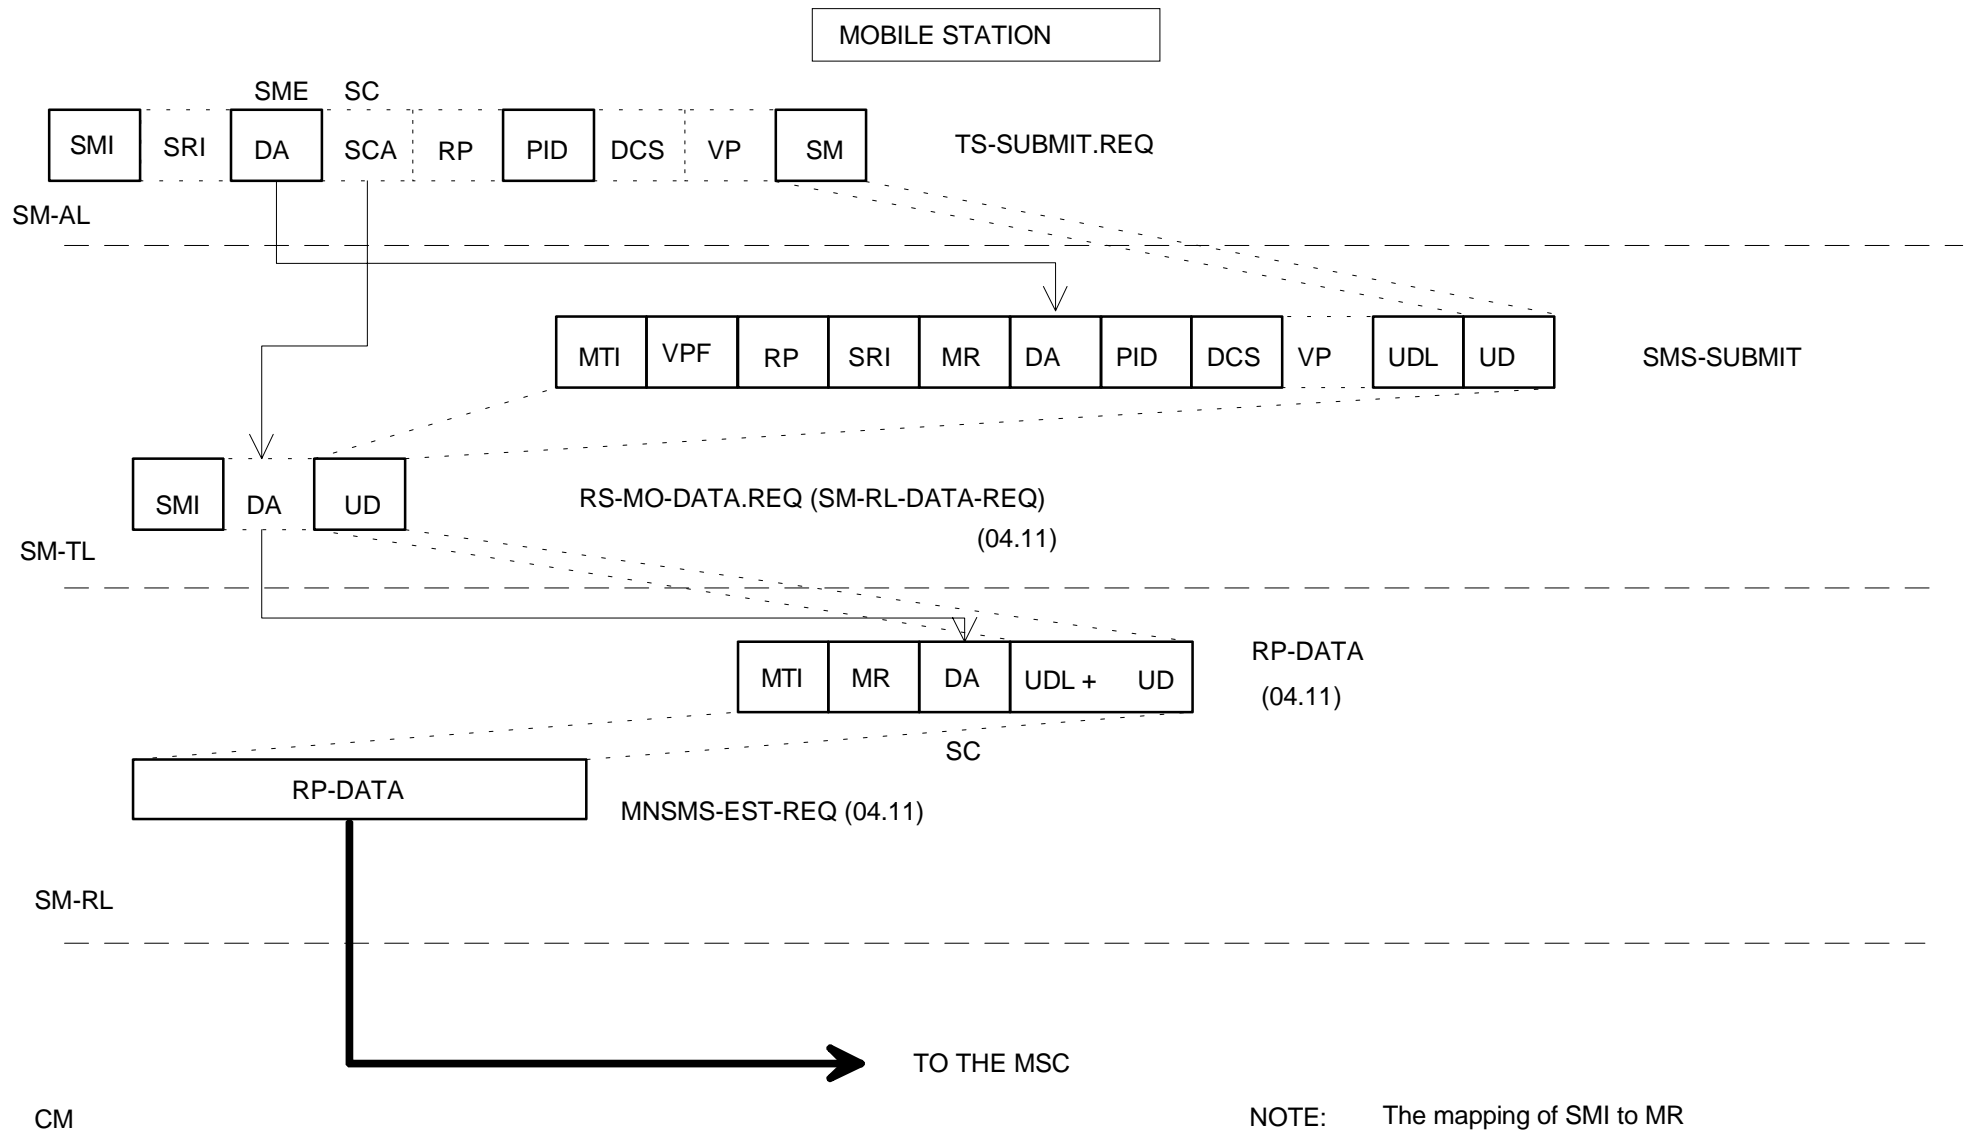 MOBILE STATION
SME SC
SMI SRI DA SCA RP PID DCS VP SM TS-SUBMIT.REQ
SM-AL
MTI VPF RP SRI MR DA PID DCS VP UDL UD SMS-SUBMIT
SMI DA UD RS-MO-DATA.REQ (SM-RL-DATA-REQ)
(04.11)
SM-TL
MTI MR DA UDL + UD RP-DATA
(04.11)
SC
RP-DATA
MNSMS-EST-REQ (04.11)
SM-RL
TO THE MSC
CM
NOTE: The mapping of SMI to MR